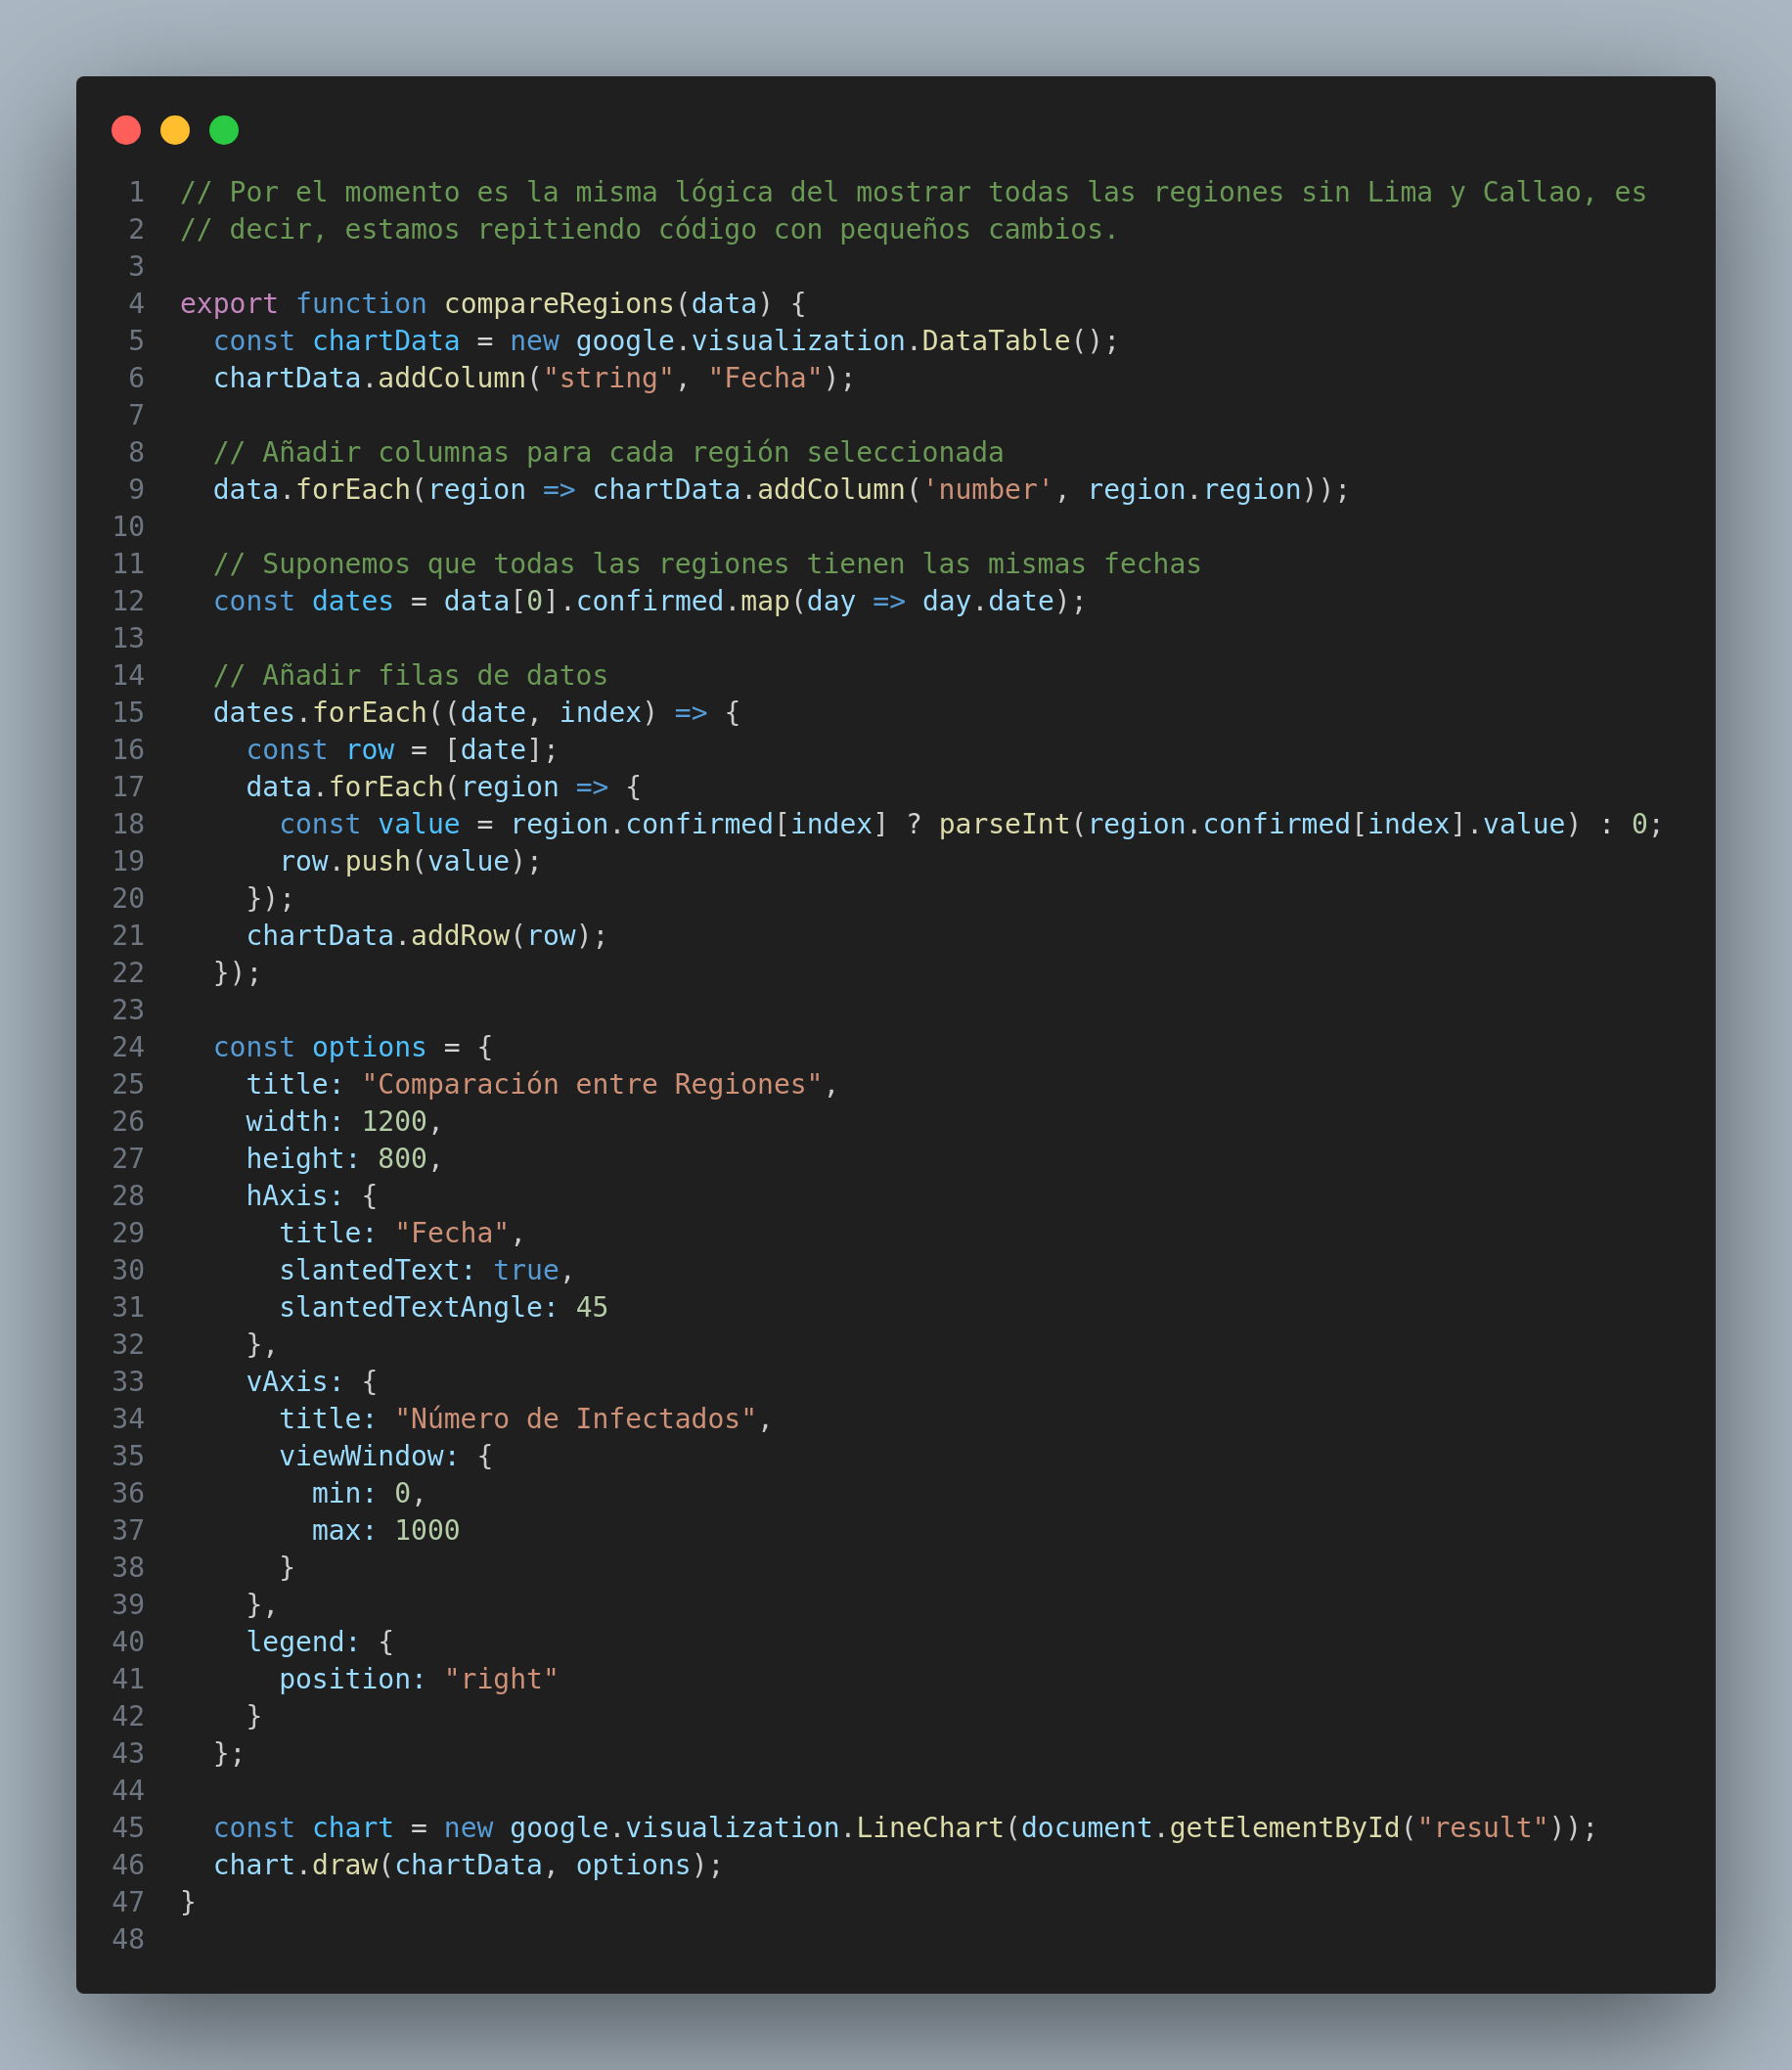 1 // Por el momento es la misma lógica del mostrar todas las regiones sin Lima y Callao, es
2 // decir, estamos repitiendo código con pequeños cambios.
3
4 export function compareRegions(data) {
5   const chartData = new google.visualization.DataTable();
6   chartData.addColumn("string", "Fecha");
7
8   // Añadir columnas para cada región seleccionada
9   data.forEach(region => chartData.addColumn('number', region.region));
10
11   // Suponemos que todas las regiones tienen las mismas fechas
12   const dates = data[0].confirmed.map(day => day.date);
13
14   // Añadir filas de datos
15   dates.forEach((date, index) => {
16     const row = [date];
17     data.forEach(region => {
18       const value = region.confirmed[index] ? parseInt(region.confirmed[index].value) : 0;
19       row.push(value);
20     });
21     chartData.addRow(row);
22   });
23
24   const options = {
25     title: "Comparación entre Regiones",
26     width: 1200,
27     height: 800,
28     hAxis: {
29       title: "Fecha",
30       slantedText: true,
31       slantedTextAngle: 45
32     },
33     vAxis: {
34       title: "Número de Infectados",
35       viewWindow: {
36         min: 0,
37         max: 1000
38       }
39     },
40     legend: {
41       position: "right"
42     }
43   };
44
45   const chart = new google.visualization.LineChart(document.getElementById("result"));
46   chart.draw(chartData, options);
47 }
48